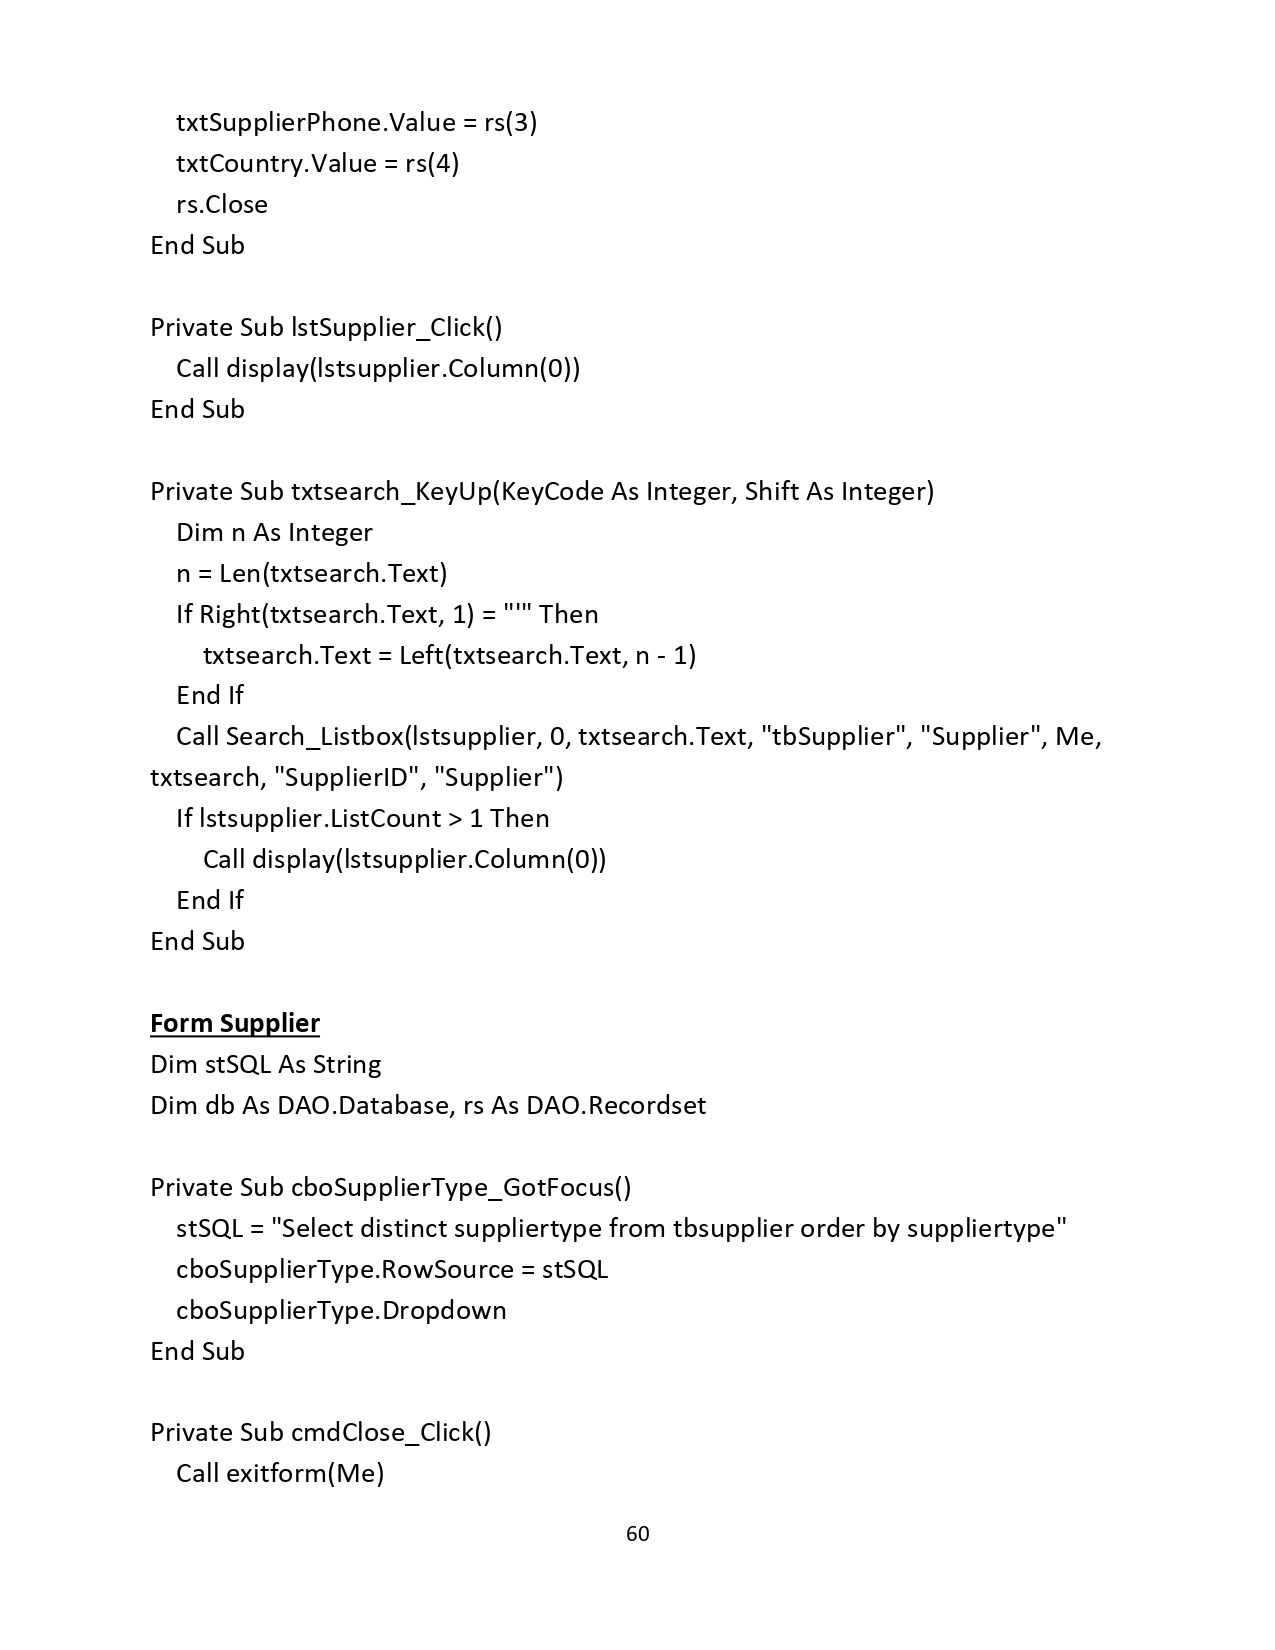 txtSupplierPhone.Value = rs(3)
txtCountry.Value = rs(4)
rs.Close
End Sub
Private Sub lstSupplier_Click()
Call display(lstsupplier.Column(0))
End Sub
Private Sub txtsearch_KeyUp(KeyCode As Integer, Shift As Integer)
Dim n As Integer
n = Len(txtsearch.Text)
If Right(txtsearch.Text, 1) = "'" Then
txtsearch.Text = Left(txtsearch.Text, n - 1)
End If
Call Search_Listbox(lstsupplier, 0, txtsearch.Text, "tbSupplier", "Supplier", Me,
txtsearch, "SupplierID", "Supplier")
If lstsupplier.ListCount > 1 Then
Call display(lstsupplier.Column(0))
End If
End Sub
Form Supplier
Dim stSQL As String
Dim db As DAO.Database, rs As DAO.Recordset
Private Sub cboSupplierType_GotFocus()
stSQL = "Select distinct suppliertype from tbsupplier order by suppliertype"
cboSupplierType.RowSource = stSQL
cboSupplierType.Dropdown
End Sub
Private Sub cmdClose_Click()
Call exitform(Me)
60